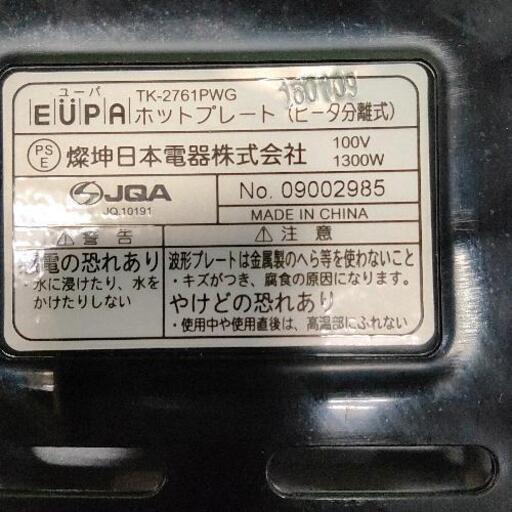 ユーパ
EUPA
TK-2761PWG
ホットプレート (ヒータ分離式)
PS E 燦坤日本電器株式会社 100V 1300W
JQA
JQ.10191
No. 09002985
MADE IN CHINA
⚠警告
電の恐れあり
・水に浸けたり、水を
かけたりしない
⚠注意
波形プレートは金属製のへら等を使わないこと
・キズがつき、腐食の原因になります。
やけどの恐れあり
・使用中や使用直後は、高温部にふれない